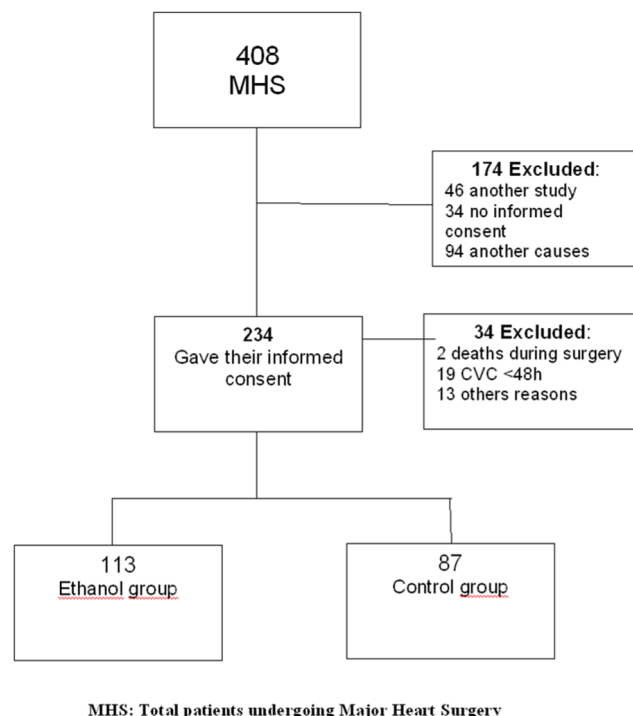 408
MHS
174 Excluded:
46 another study
34 no informed
consent
94 another causes
234
Gave their informed
consent
34 Excluded:
2 deaths during surgery
19 CVC <48h
13 others reasons
113
Ethanol group
87
Control group
MHS: Total patients undergoing Major Heart Surgery